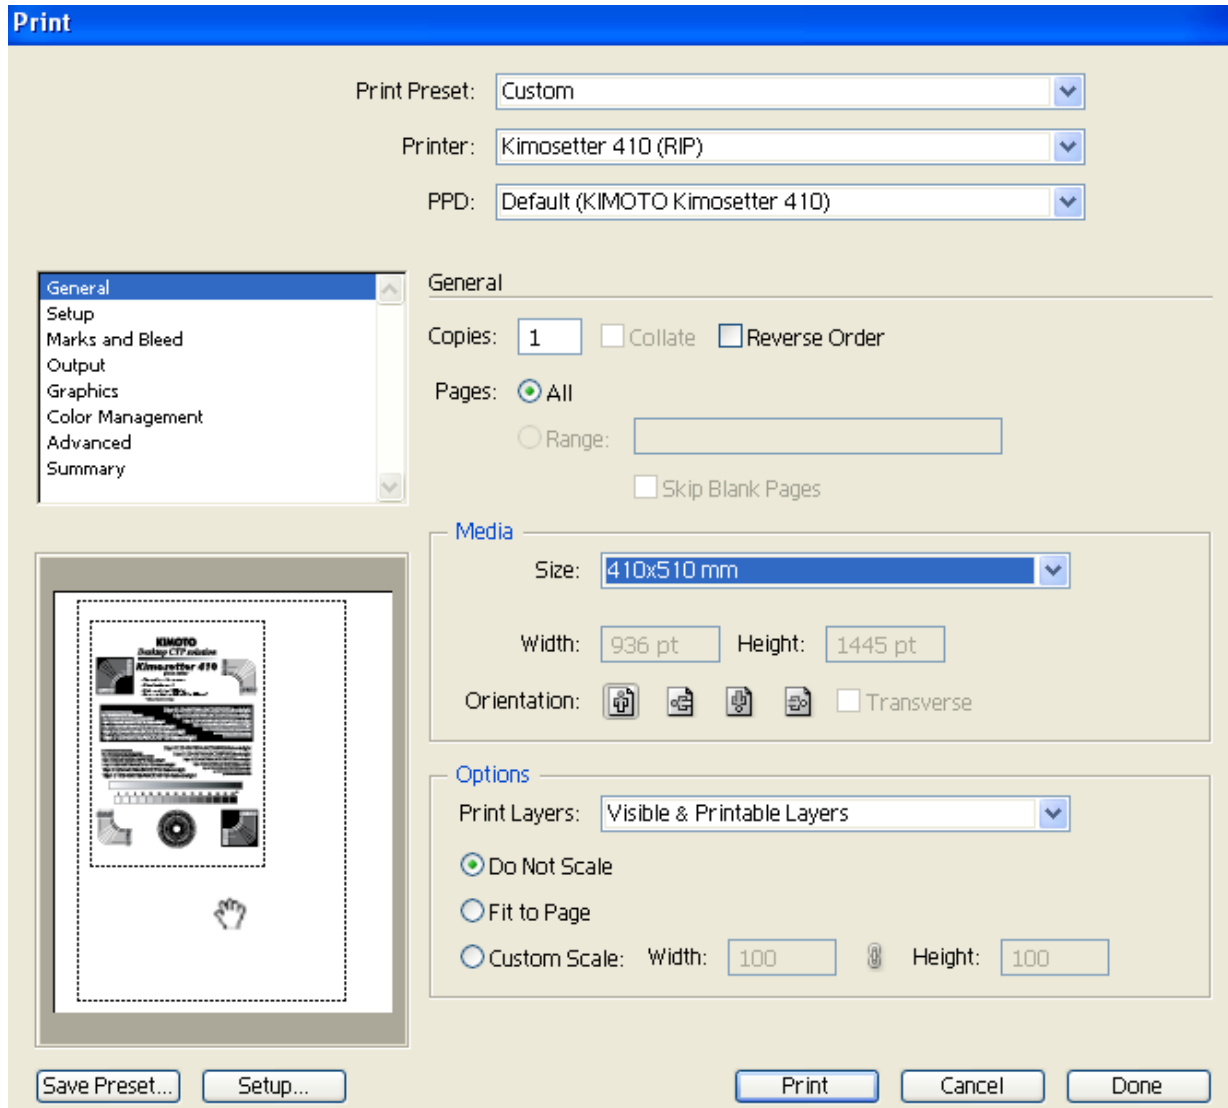 Print
Print Preset: Custom
Printer: Kimosetter 410 (RIP)
PPD: Default (KIMOTO Kimosetter 410)
General
Setup
Marks and Bleed
Output
Graphics
Color Management
Advanced
Summary
General
Copies: 1 Collate Reverse Order
Pages: All
Range:
Skip Blank Pages
Media
Size: 410x510 mm
Width: 936 pt Height: 1445 pt
Orientation: Transverse
KIMOTO
Desktop CTP solution
Kimosetter 410
Options
Print Layers: Visible & Printable Layers
Do Not Scale
Fit to Page
Custom Scale: Width: 100 Height: 100
Save Preset... Setup... Print Cancel Done